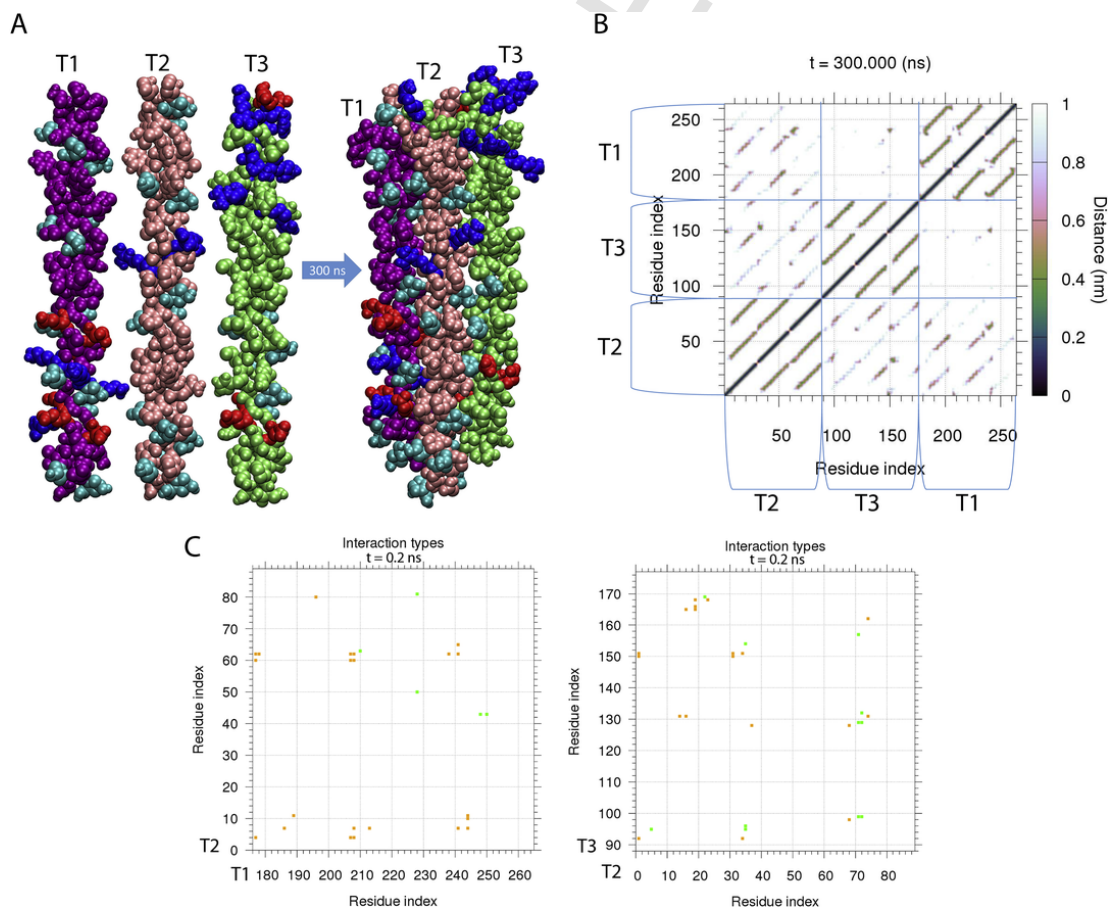 A
T1 T2 T3
300 ns
T1 T2 T3
B
t = 300.000 (ns)
250
200
150
100
50
T1
T3
T2
Residue index
50 100 150 200 250
Residue index
T2 T3 T1
1
0.8
0.6
0.4
0.2
0
Distance (nm)
C
Interaction types
t = 0.2 ns
80
70
60
50
40
30
20
10
0
Residue index
T2
T1
180 190 200 210 220 230 240 250 260
Residue index
Interaction types
t = 0.2 ns
170
160
150
140
130
120
110
100
90
Residue index
T3
T2
0 10 20 30 40 50 60 70 80
Residue index